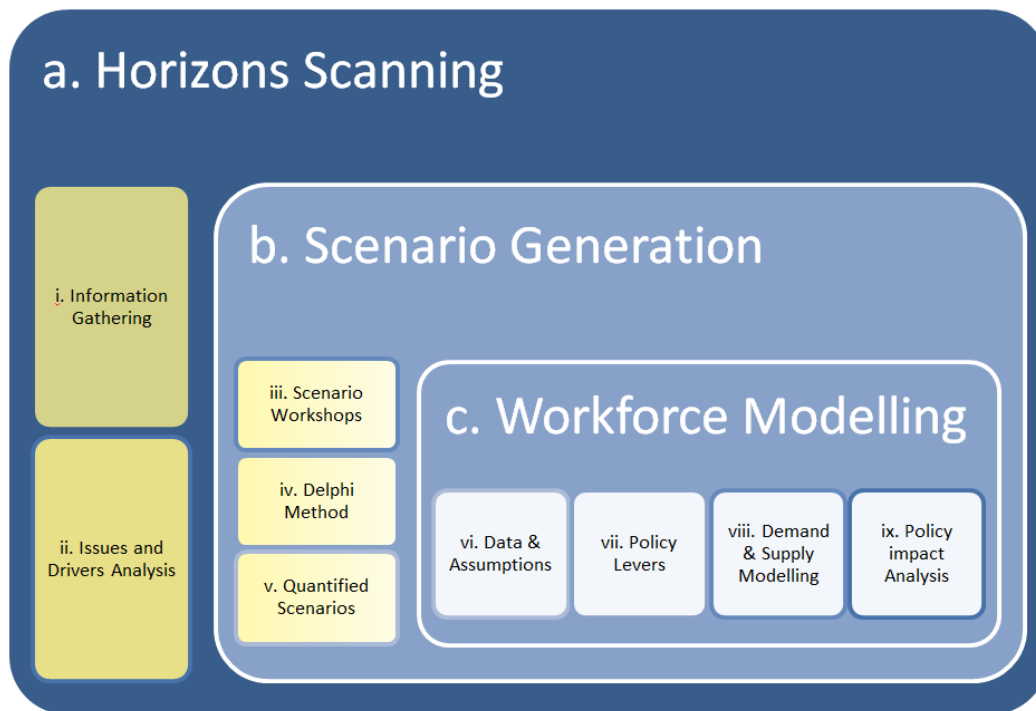 a. Horizons Scanning
i. Information
Gathering
ii. Issues and
Drivers Analysis
b. Scenario Generation
iii. Scenario
Workshops
iv. Delphi
Method
v. Quantified
Scenarios
c. Workforce Modelling
vi. Data &
Assumptions
vii. Policy
Levers
viii. Demand
& Supply
Modelling
ix. Policy
impact
Analysis